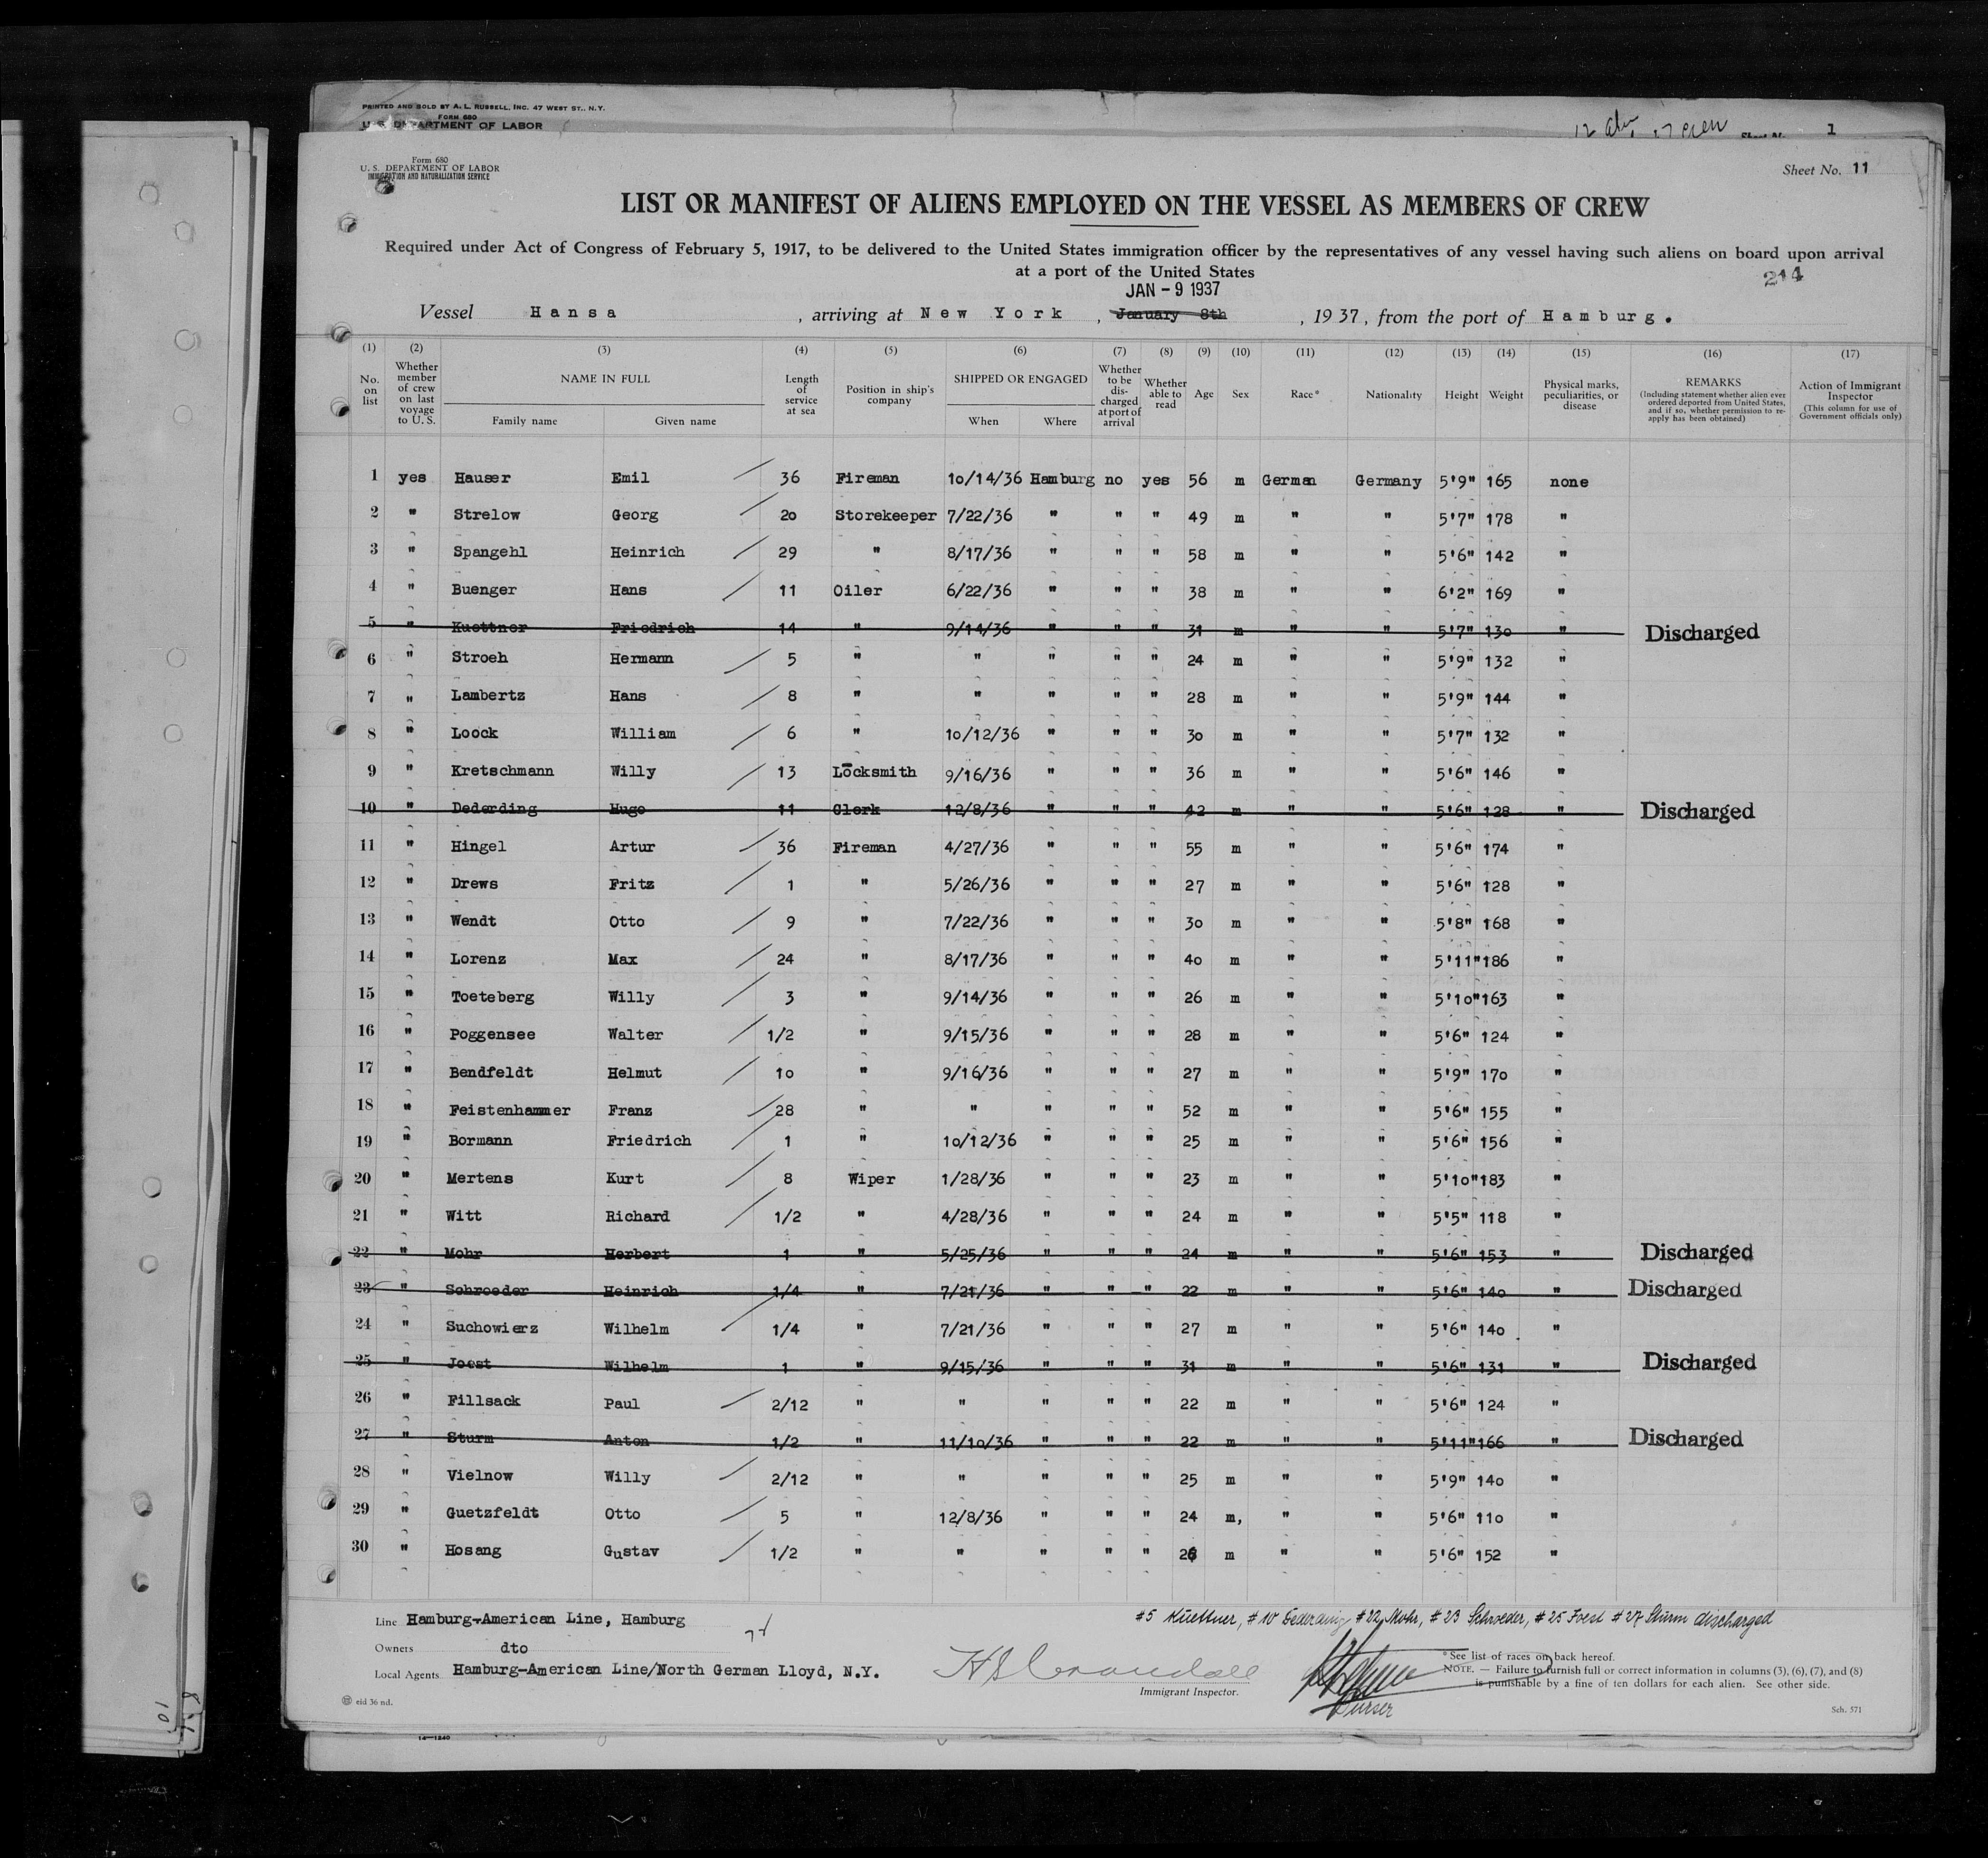 PRINTED AND SOLD BY A. L. RUSSELL, INC. 47 WEST ST., N.Y.
FORM 680
U. S. DEPARTMENT OF LABOR
1
Form 680
U. S. DEPARTMENT OF LABOR
IMMIGRATION AND NATURALIZATION SERVICE
Sheet No. 11
LIST OR MANIFEST OF ALIENS EMPLOYED ON THE VESSEL AS MEMBERS OF CREW
Required under Act of Congress of February 5, 1917, to be delivered to the United States immigration officer by the representatives of any vessel having such aliens on board upon arrival
at a port of the United States
214
JAN - 9 1937
Vessel Hansa, arriving at New York, January 8th, 1937, from the port of Hamburg.
(1) (2) (3) (4) (5) (6) (7) (8) (9) (10) (11) (12) (13) (14) (15) (16) (17)
No. on list
Whether member of crew on last voyage to U. S.
NAME IN FULL
Family name Given name
Length of service at sea
Position in ship's company
SHIPPED OR ENGAGED
When Where
Whether to be discharged at port of arrival
Whether able to read
Age
Sex
Race*
Nationality
Height
Weight
Physical marks, peculiarities, or disease
REMARKS
(Including statement whether alien ever ordered deported from United States, and if so, whether permission to re-apply has been obtained)
Action of Immigrant Inspector
(This column for use of Government officials only)
1 yes Hauser Emil 36 Fireman 10/14/36 Hamburg no yes 56 m German Germany 5'9" 165 none
2 " Strelow Georg 20 Storekeeper 7/22/36 " " " 49 m " " 5'7" 178 "
3 " Spangehl Heinrich 29 " 8/17/36 " " " 58 m " " 5'6" 142 "
4 " Buenger Hans 11 Oiler 6/22/36 " " " 38 m " " 6'2" 169 "
5 " Kuettner Friedrich 14 " 9/14/36 " " " 31 m " " 5'7" 130 " Discharged
6 " Stroeh Hermann 5 " " " " " 24 m " " 5'9" 132 "
7 " Lambertz Hans 8 " " " " " 28 m " " 5'9" 144 "
8 " Loock William 6 " 10/12/36 " " " 30 m " " 5'7" 132 "
9 " Kretschmann Willy 13 Locksmith 9/16/36 " " " 36 m " " 5'6" 146 "
10 " Dederding Hugo 11 Clerk 12/8/36 " " " 42 m " " 5'6" 128 " Discharged
11 " Hingel Artur 36 Fireman 4/27/36 " " " 55 m " " 5'6" 174 "
12 " Drews Fritz 1 " 5/26/36 " " " 27 m " " 5'6" 128 "
13 " Wendt Otto 9 " 7/22/36 " " " 30 m " " 5'8" 168 "
14 " Lorenz Max 24 " 8/17/36 " " " 40 m " " 5'11" 186 "
15 " Toeteberg Willy 3 " 9/14/36 " " " 26 m " " 5'10" 163 "
16 " Poggensee Walter 1/2 " 9/15/36 " " " 28 m " " 5'6" 124 "
17 " Bendfeldt Helmut 10 " 9/16/36 " " " 27 m " " 5'9" 170 "
18 " Feistenhammer Franz 28 " " " " " 52 m " " 5'6" 155 "
19 " Bormann Friedrich 1 " 10/12/36 " " " 25 m " " 5'6" 156 "
20 " Mertens Kurt 8 Wiper 1/28/36 " " " 23 m " " 5'10" 183 "
21 " Witt Richard 1/2 " 4/28/36 " " " 24 m " " 5'5" 118 "
22 " Mohr Herbert 1 " 5/25/36 " " " 24 m " " 5'6" 153 " Discharged
23 " Schroeder Heinrich 1/4 " 7/21/36 " " " 22 m " " 5'6" 140 " Discharged
24 " Suchowierz Wilhelm 1/4 " 7/21/36 " " " 27 m " " 5'6" 140 "
25 " Joost Wilhelm 1 " 9/15/36 " " " 31 m " " 5'6" 131 " Discharged
26 " Fillsack Paul 2/12 " " " " " 22 m " " 5'6" 124 "
27 " Sturm Anton 1/2 " 11/10/36 " " " 22 m " " 5'11" 166 " Discharged
28 " Vielnow Willy 2/12 " " " " " 25 m " " 5'9" 140 "
29 " Guetzfeldt Otto 5 " 12/8/36 " " " 24 m, " " 5'6" 110 "
30 " Hosang Gustav 1/2 " " " " " 26 m " " 5'6" 152 "
Line Hamburg-American Line, Hamburg
#5 Kuettner, #10 Dederding #22 Mohr, #23 Schroeder, #25 Joest #27 Sturm discharged
Owners dto
Local Agents Hamburg-American Line/North German Lloyd, N.Y.
Immigrant Inspector.
Purser
* See list of races on back hereof.
NOTE. — Failure to furnish full or correct information in columns (3), (6), (7), and (8)
is punishable by a fine of ten dollars for each alien. See other side.
eid 36 nd.
Sch. 571
14—1240